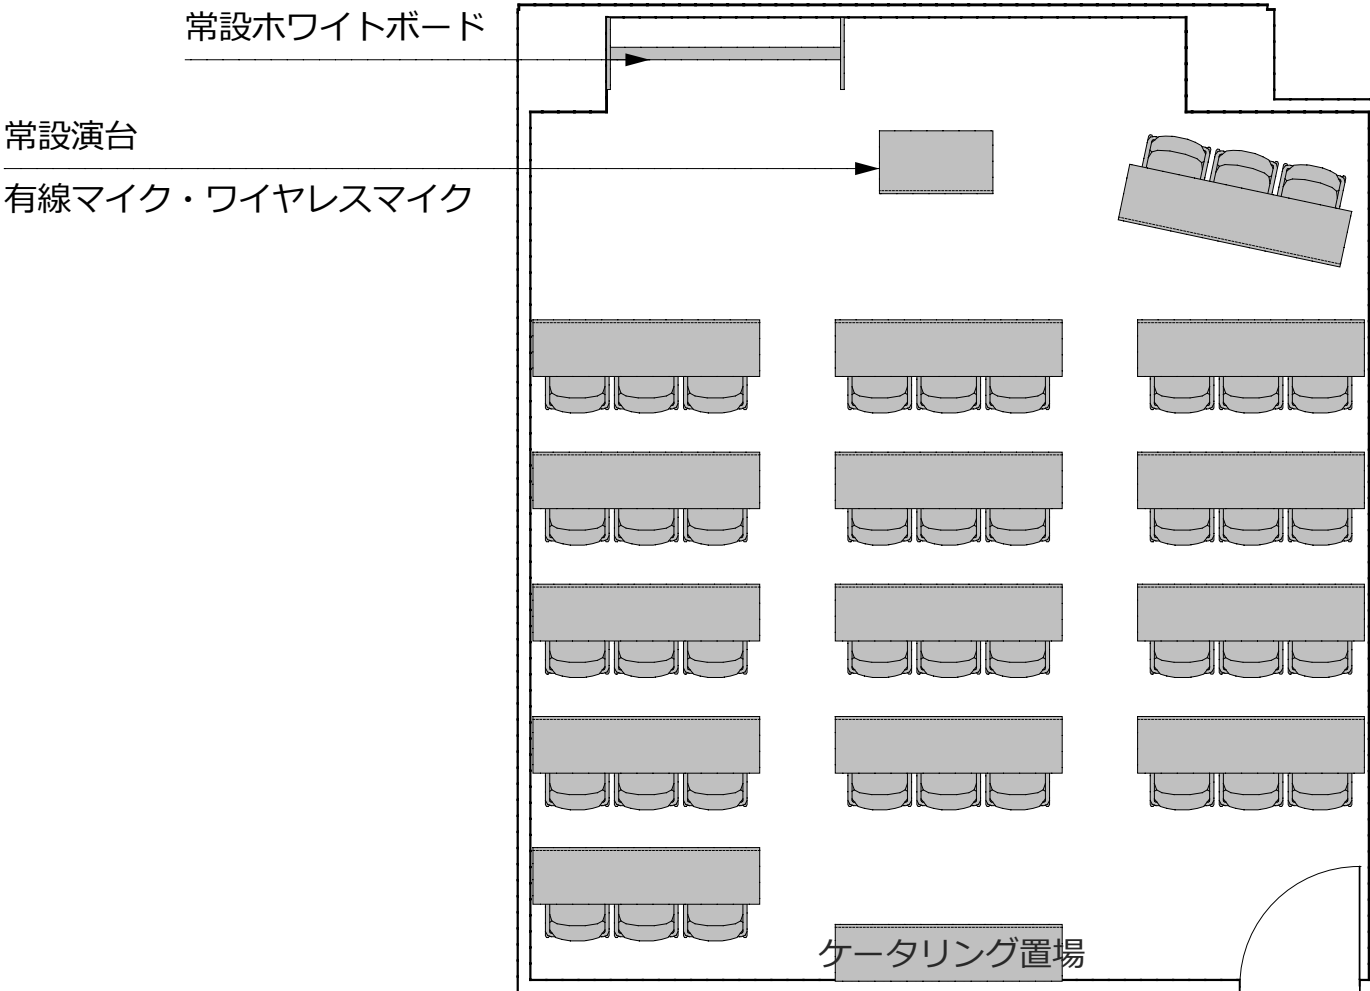 常設ホワイトボード
常設演台
有線マイク・ワイヤレスマイク
ケータリング置場